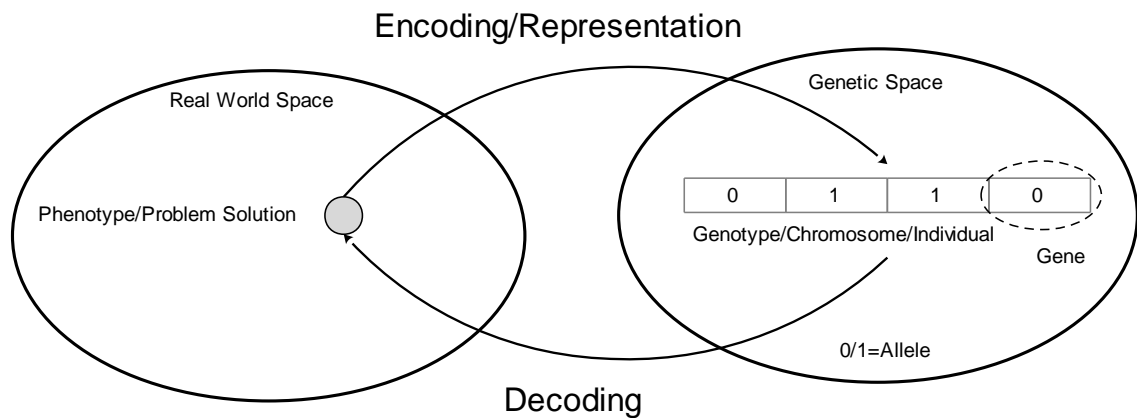 Encoding/Representation
Real World Space
Genetic Space
Phenotype/Problem Solution
0 1 1 0
Genotype/Chromosome/Individual
Gene
0/1=Allele
Decoding